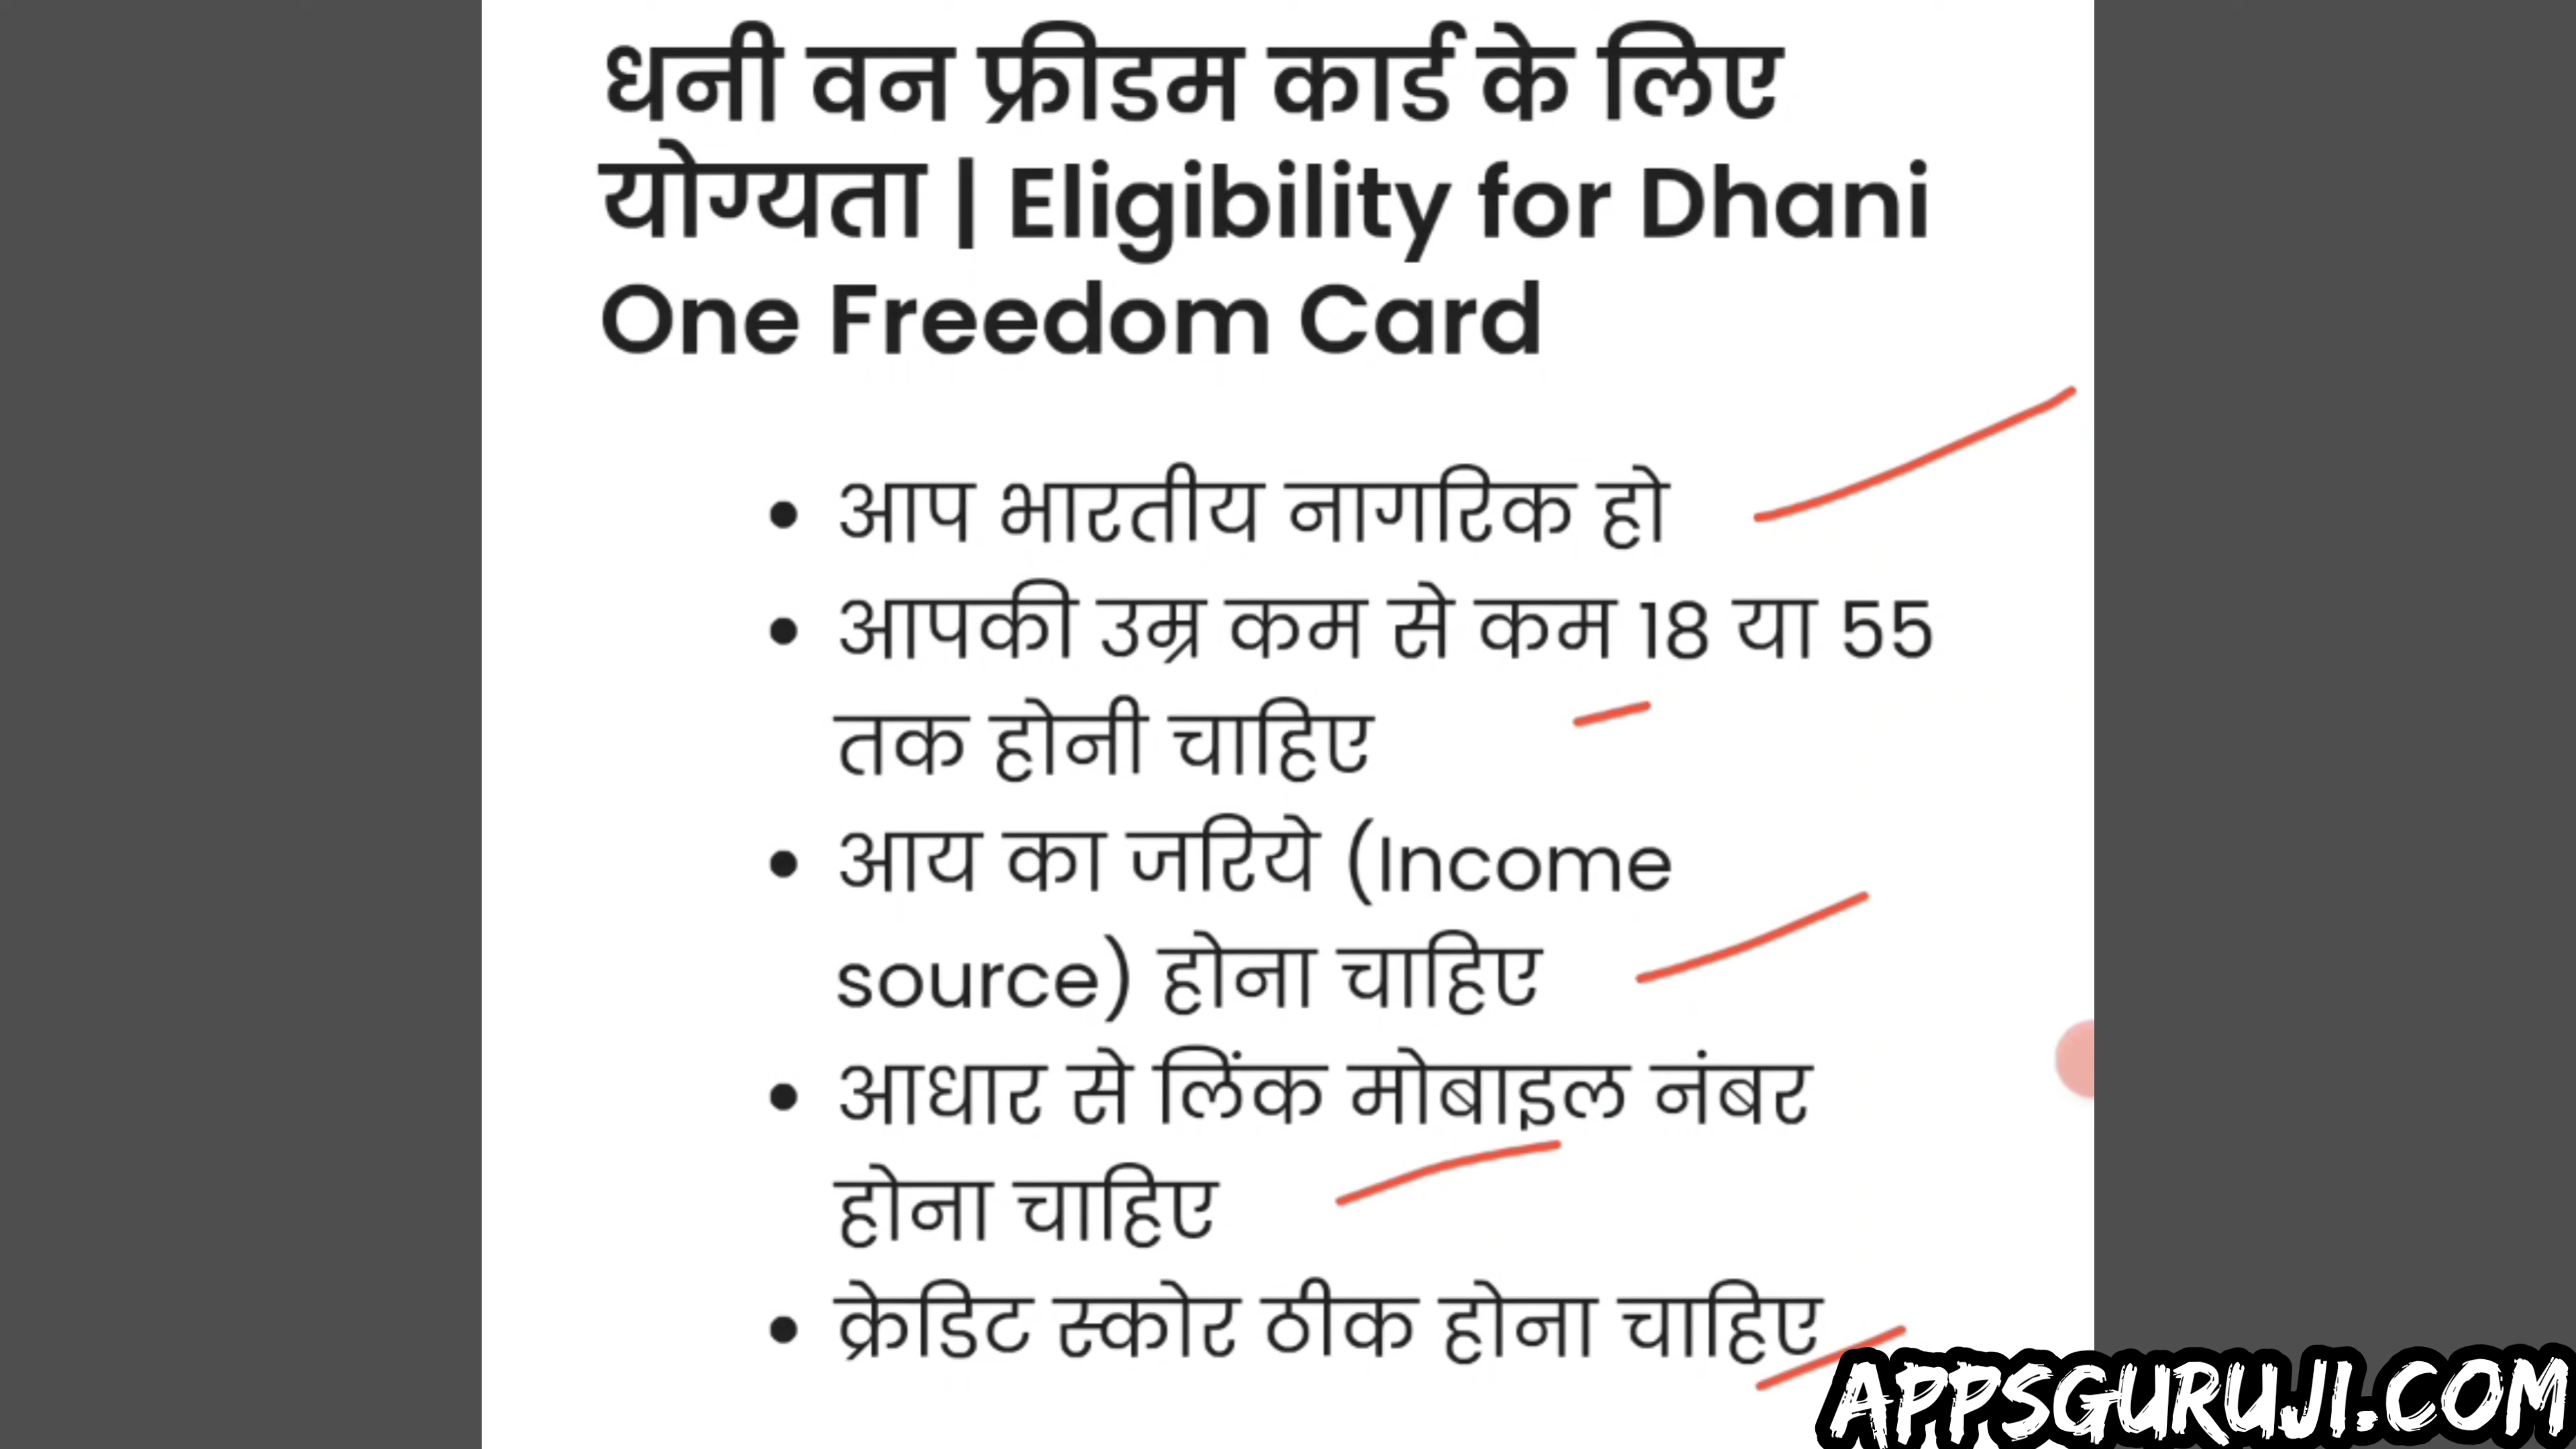 धनी वन फ्रीडम कार्ड के लिए
योग्यता | Eligibility for Dhani
One Freedom Card
• आप भारतीय नागरिक हो
• आपकी उम्र कम से कम 18 या 55
तक होनी चाहिए
• आय का जरिये (Income
source) होना चाहिए
• आधार से लिंक मोबाइल नंबर
होना चाहिए
• क्रेडिट स्कोर ठीक होना चाहिए
APPSGURUJI.COM